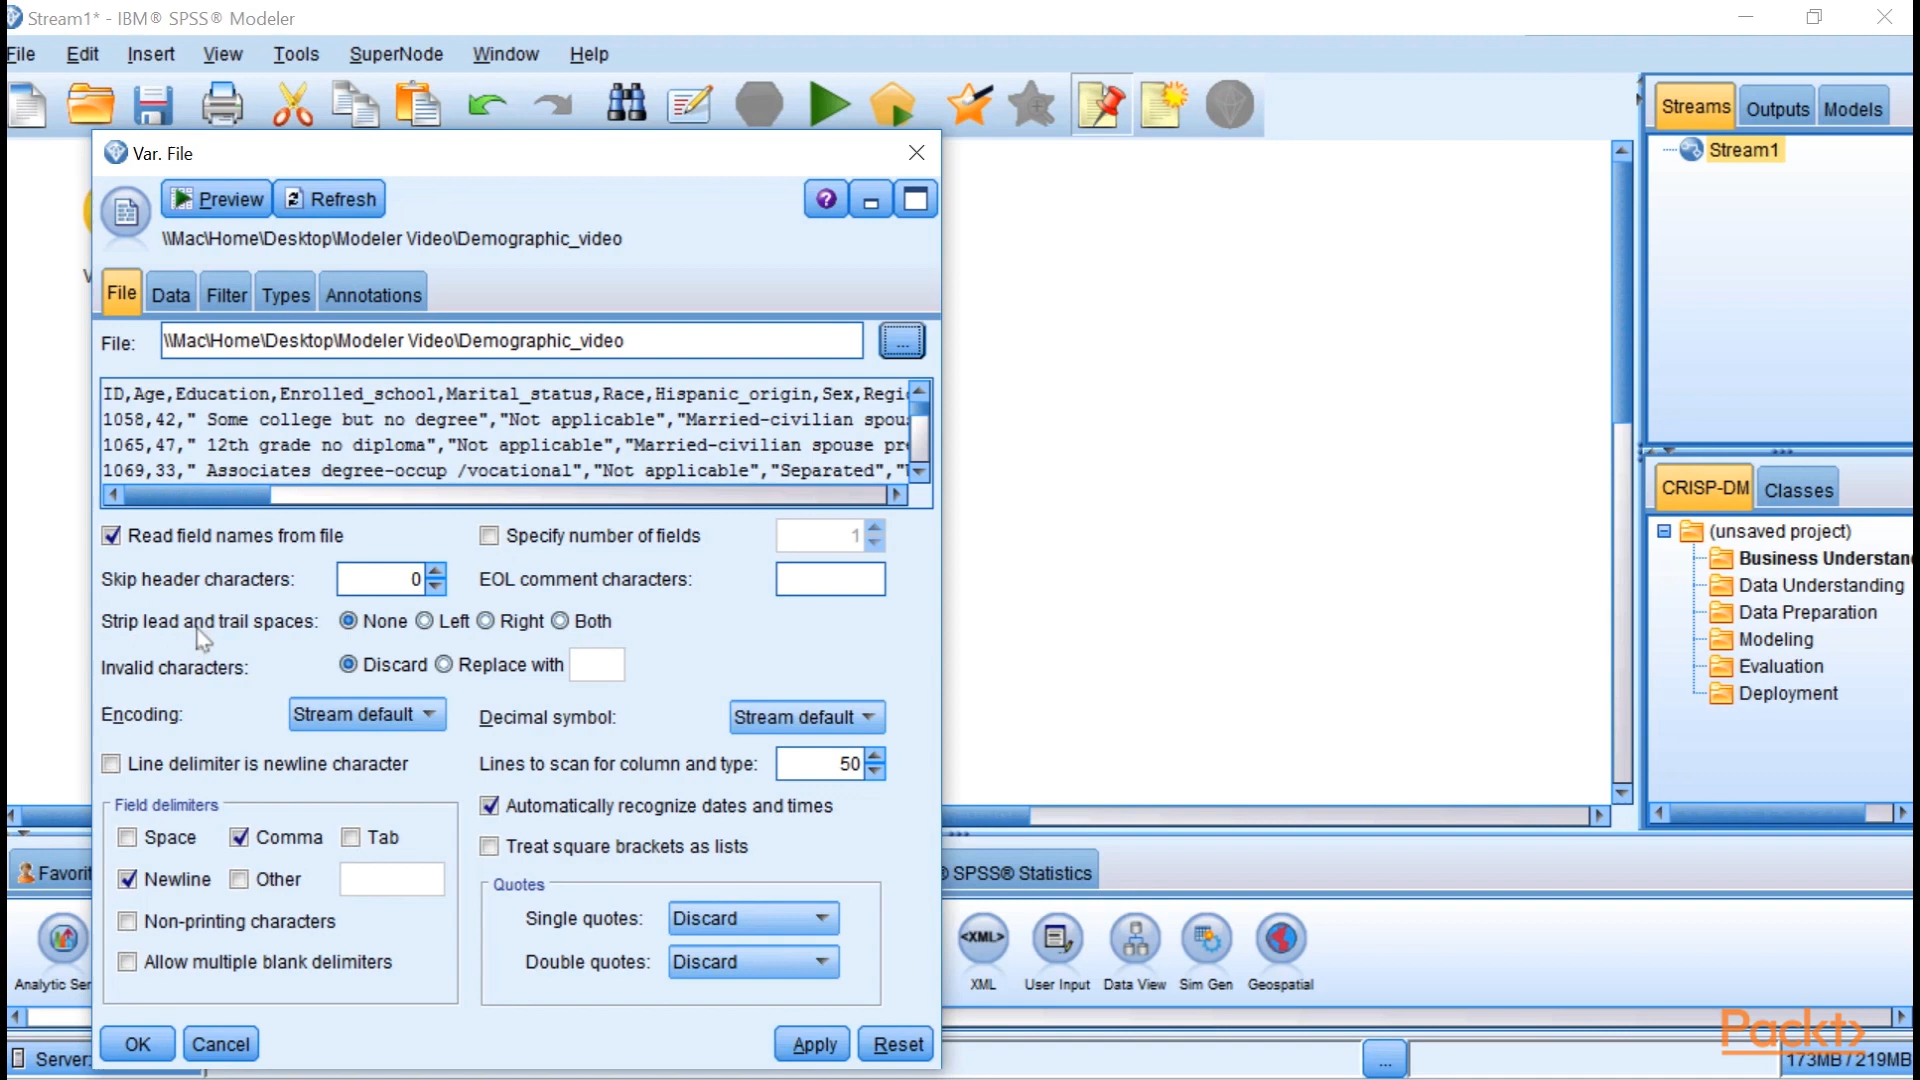 Stream1* - IBM® SPSS® Modeler
File Edit Insert View Tools SuperNode Window Help
Var. File
Preview Refresh
\\Mac\Home\Desktop\Modeler Video\Demographic_video
File Data Filter Types Annotations
File: \\Mac\Home\Desktop\Modeler Video\Demographic_video ...
ID,Age,Education,Enrolled_school,Marital_status,Race,Hispanic_origin,Sex,Regi
1058,42," Some college but no degree","Not applicable","Married-civilian spou
1065,47," 12th grade no diploma","Not applicable","Married-civilian spouse pr
1069,33," Associates degree-occup /vocational","Not applicable","Separated","
Read field names from file Specify number of fields 1
Skip header characters: 0 EOL comment characters:
Strip lead and trail spaces: None Left Right Both
Invalid characters: Discard Replace with
Encoding: Stream default Decimal symbol: Stream default
Line delimiter is newline character Lines to scan for column and type: 50
Field delimiters Automatically recognize dates and times
Space Comma Tab Treat square brackets as lists
Newline Other Quotes
Non-printing characters Single quotes: Discard
Allow multiple blank delimiters Double quotes: Discard
OK Cancel Apply Reset
Streams Outputs Models
Stream1
CRISP-DM Classes
(unsaved project)
Business Understan
Data Understanding
Data Preparation
Modeling
Evaluation
Deployment
Favorit ® SPSS® Statistics
<XML>
Analytic Ser XML User Input Data View Sim Gen Geospatial
Packt>
Server: ... 173MB / 219MB